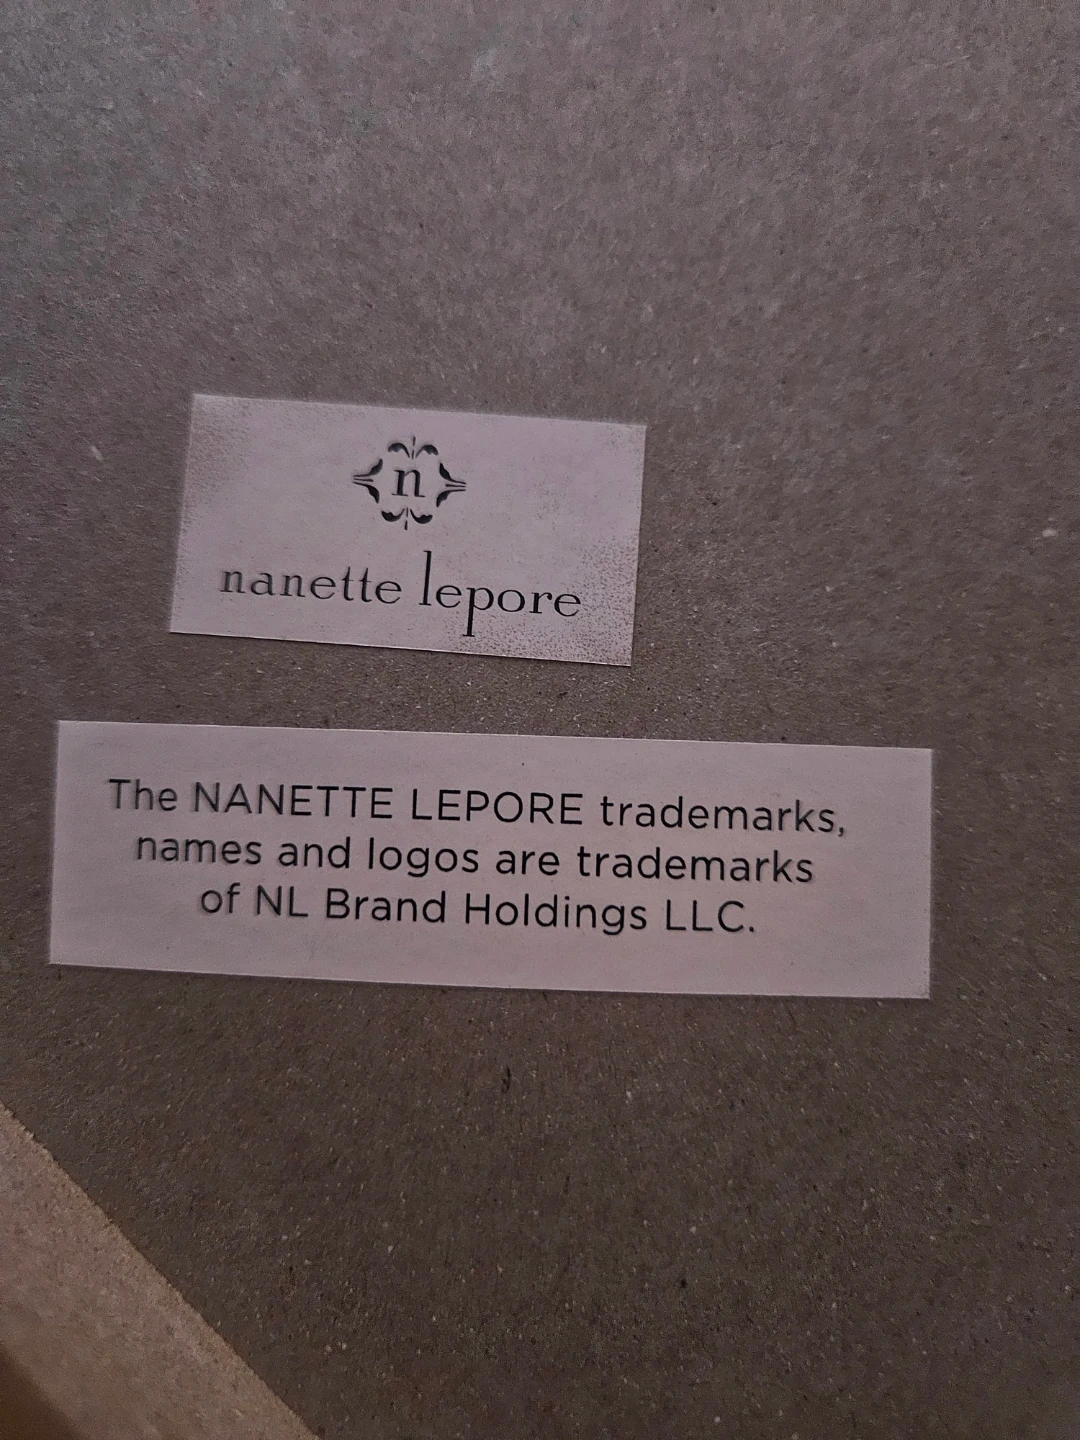 n
nanette lepore
The NANETTE LEPORE trademarks,
names and logos are trademarks
of NL Brand Holdings LLC.